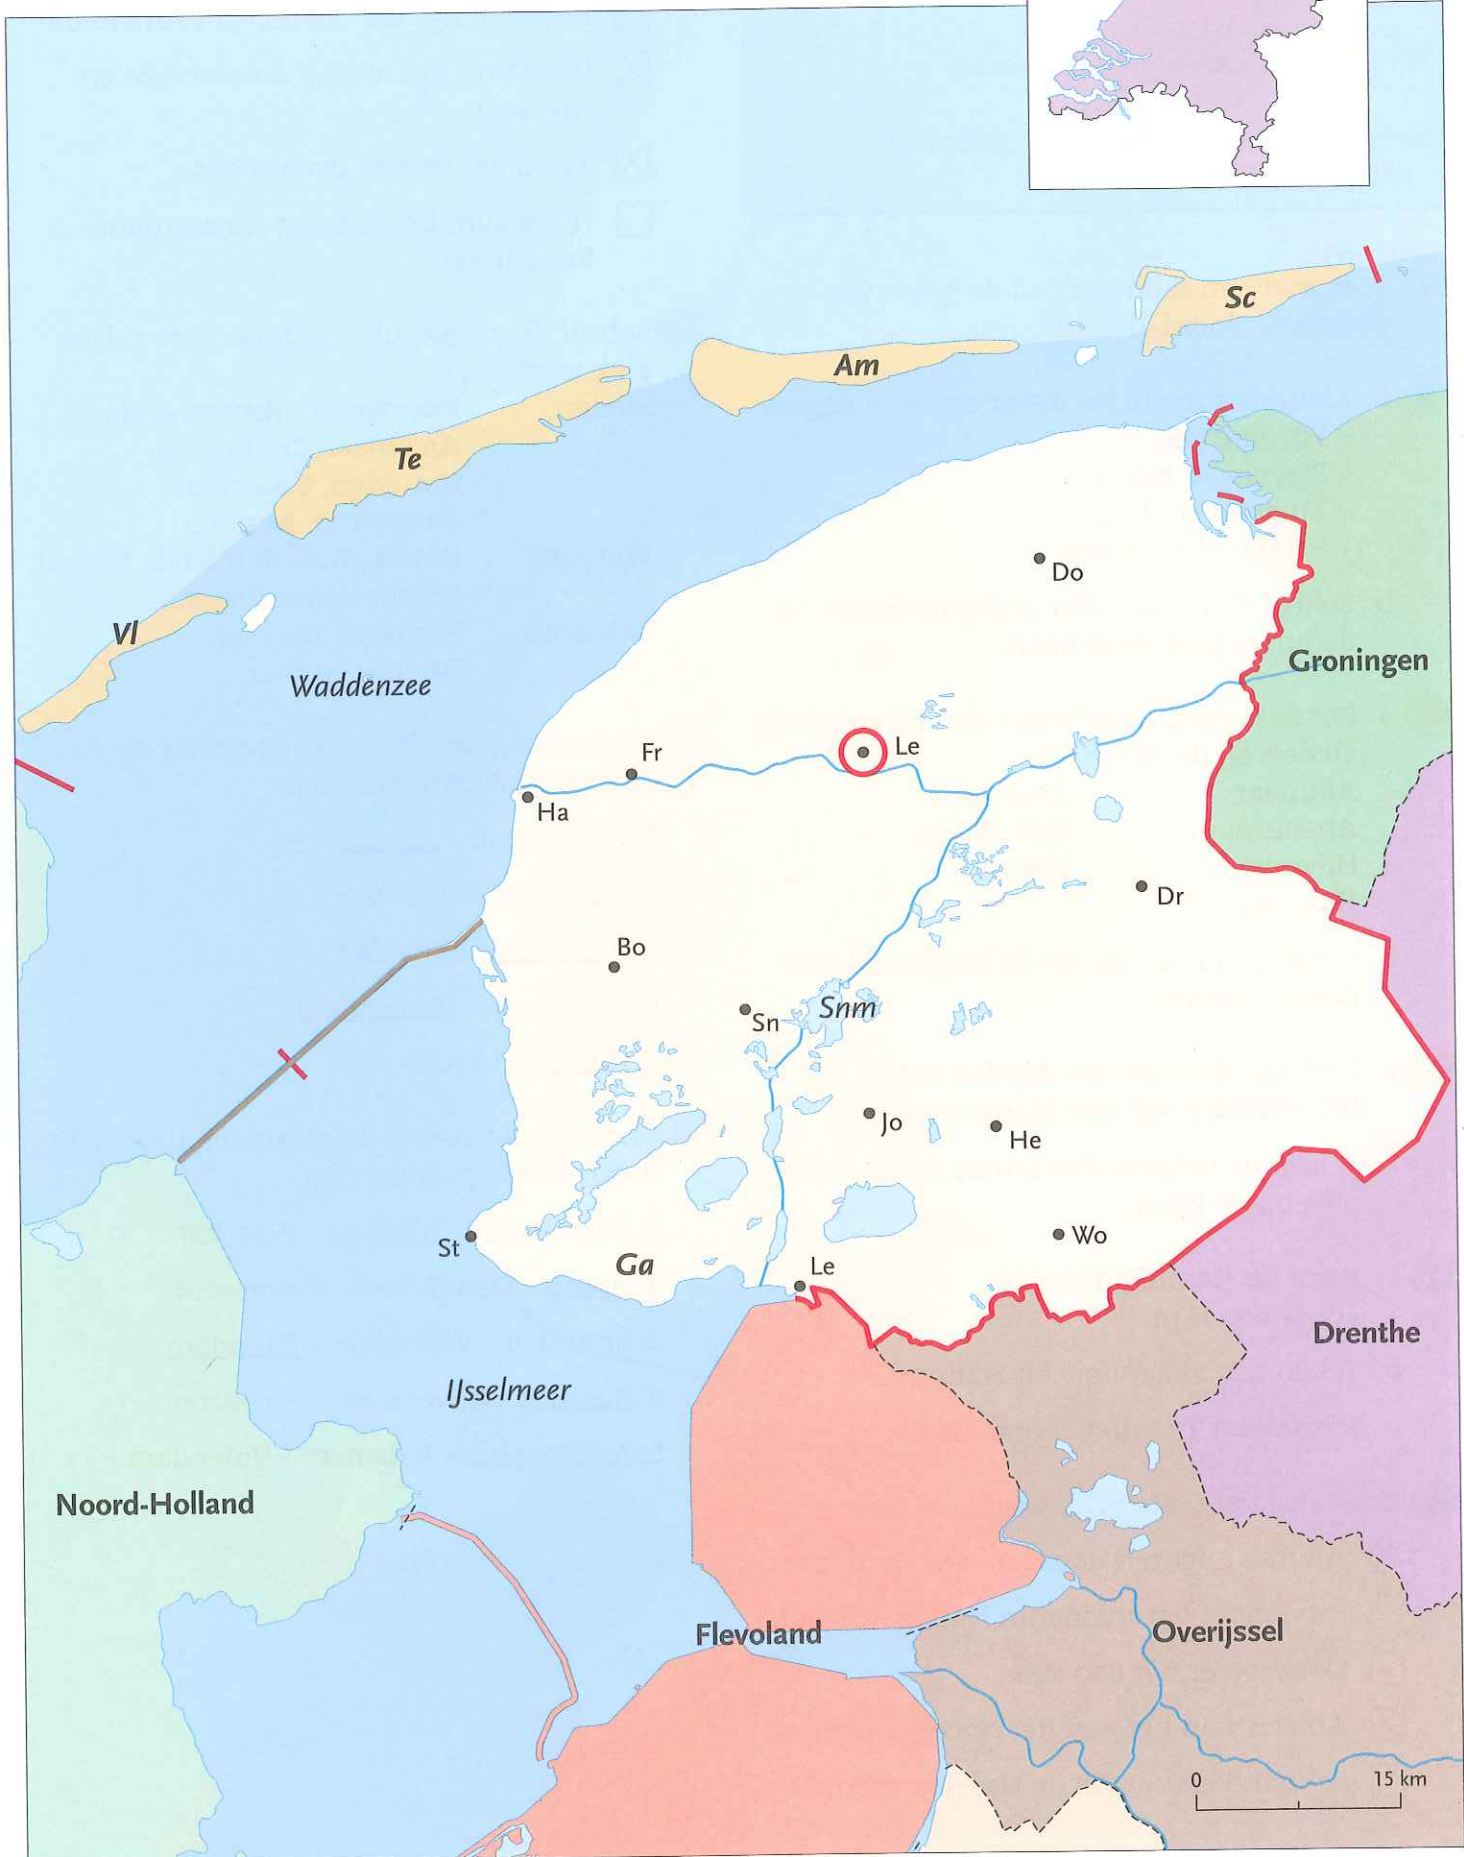 Sc
Am
Te
Do
Vl
Groningen
Waddenzee
Fr
Le
Ha
Dr
Bo
Snm
Sn
Jo
He
St
Wo
Ga
Le
Drenthe
IJsselmeer
Noord-Holland
Flevoland
Overijssel
0 15 km